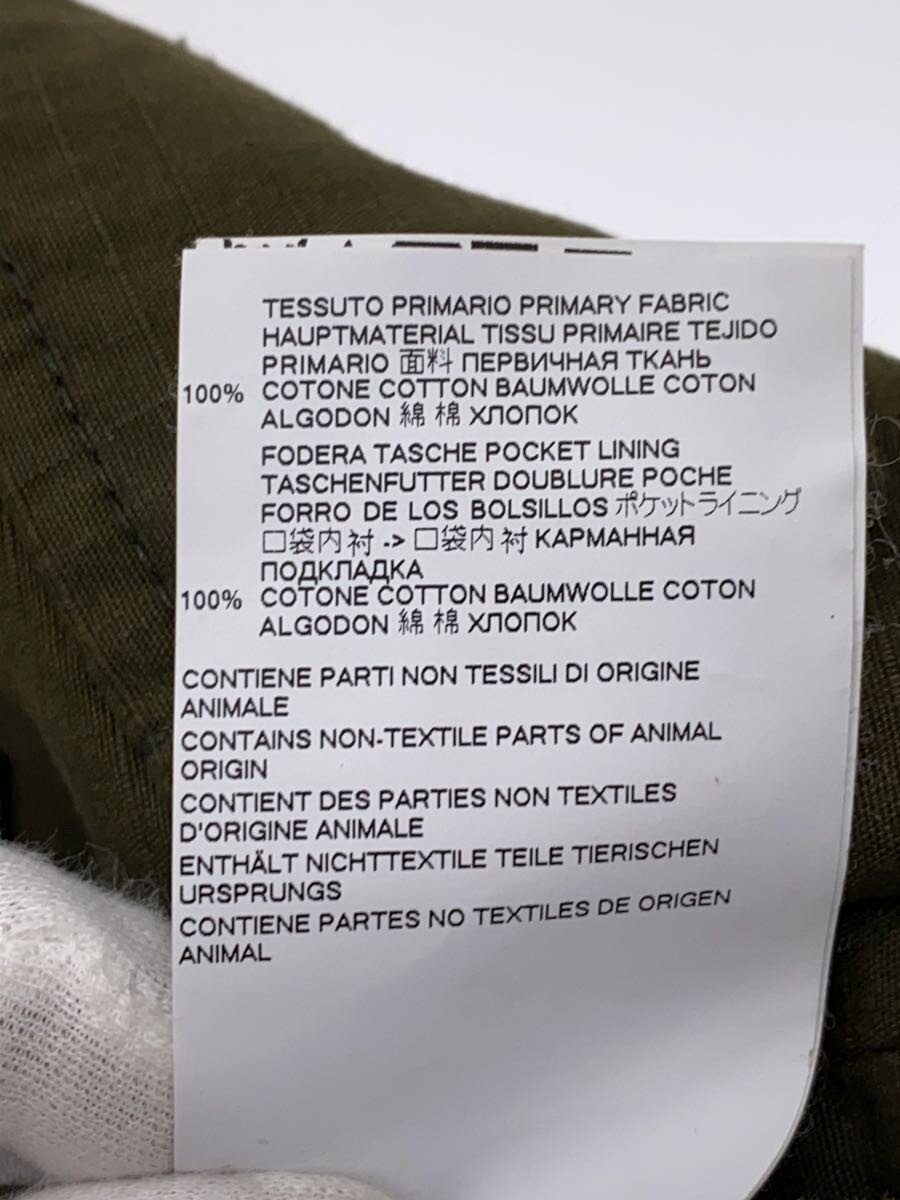 TESSUTO PRIMARIO PRIMARY FABRIC
HAUPTMATERIAL TISSU PRIMAIRE TEJIDO
PRIMARIO 面料 ПЕРВИЧНАЯ ТКАНЬ
100% COTONE COTTON BAUMWOLLE COTON
ALGODON 綿 棉 ХЛОПОК
FODERA TASCHE POCKET LINING
TASCHENFUTTER DOUBLURE POCHE
FORRO DE LOS BOLSILLOS ポケットライニング
口袋内衬 -> 口袋内衬 КАРМАННАЯ
ПОДКЛАДКА
100% COTONE COTTON BAUMWOLLE COTON
ALGODON 綿 棉 ХЛОПОК
CONTIENE PARTI NON TESSILI DI ORIGINE
ANIMALE
CONTAINS NON-TEXTILE PARTS OF ANIMAL
ORIGIN
CONTIENT DES PARTIES NON TEXTILES
D'ORIGINE ANIMALE
ENTHÄLT NICHTTEXTILE TEILE TIERISCHEN
URSPRUNGS
CONTIENE PARTES NO TEXTILES DE ORIGEN
ANIMAL